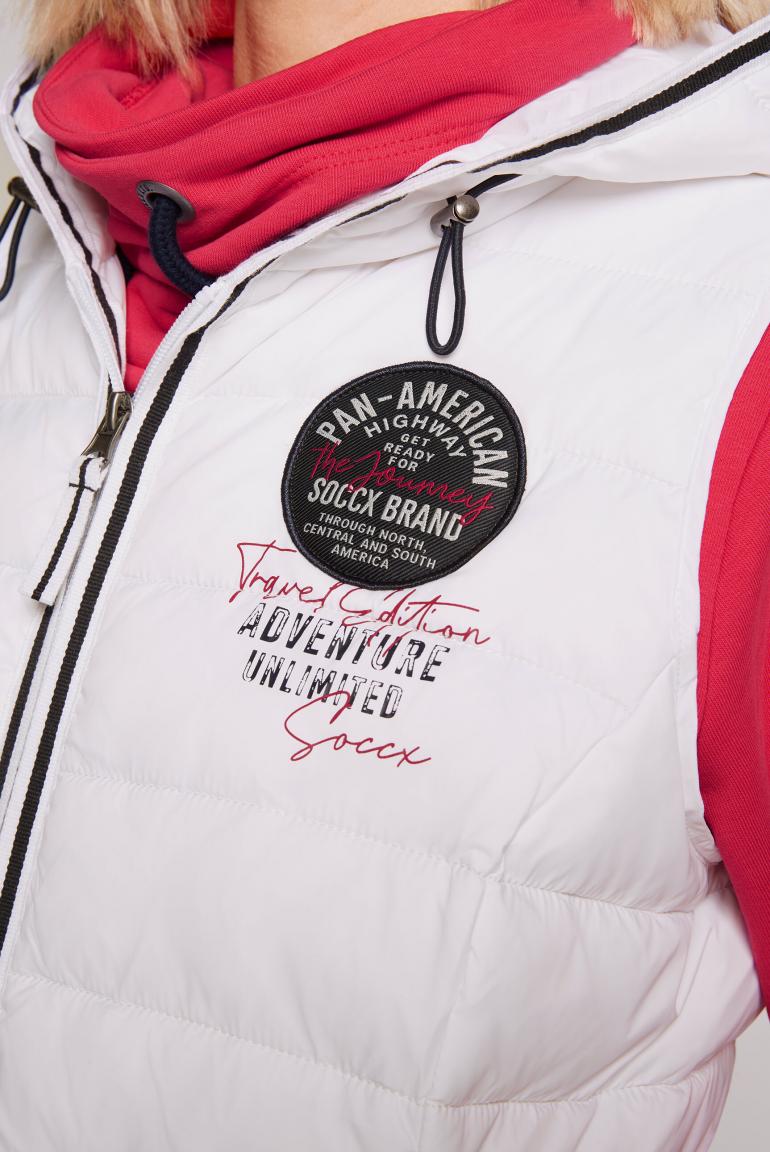 PAN-AMERICAN
HIGHWAY
GET
READY
FOR
the Journey
SOCCX BRAND
THROUGH NORTH,
CENTRAL AND SOUTH
AMERICA
Travel Edition
ADVENTURE
UNLIMITED
Soccx